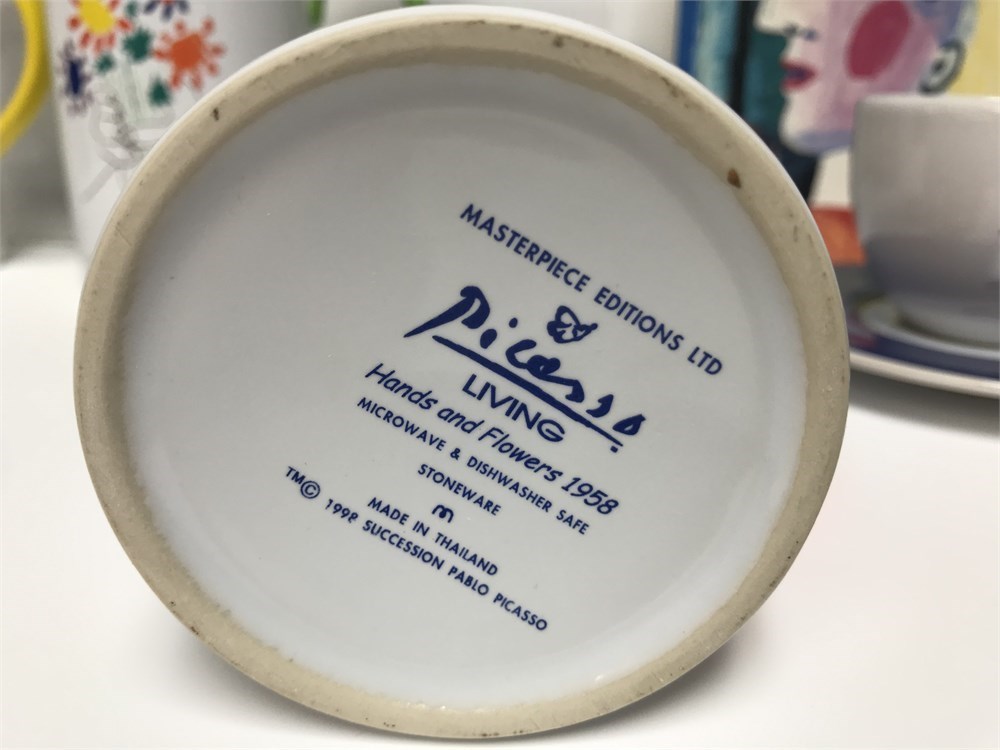 MASTERPIECE EDITIONS LTD
Picasso
LIVING
Hands and Flowers 1958
MICROWAVE & DISHWASHER SAFE
STONEWARE
m
MADE IN THAILAND
TM© SUCCESSION PABLO PICASSO